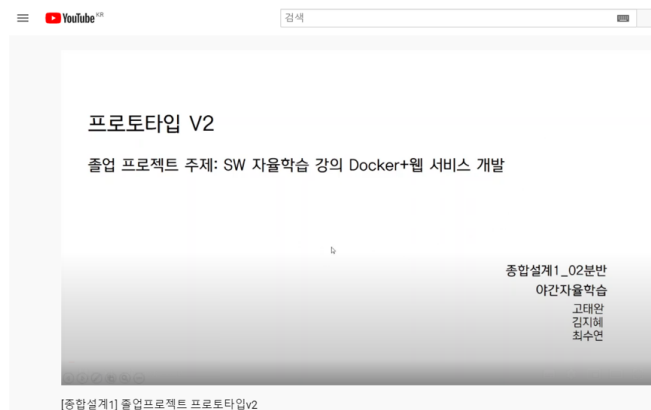 YouTube KR
검색
프로토타입 V2
졸업 프로젝트 주제: SW 자율학습 강의 Docker+웹 서비스 개발
종합설계1_02분반
야간자율학습
고태완
김지혜
최수연
[종합설계1] 졸업프로젝트 프로토타입v2